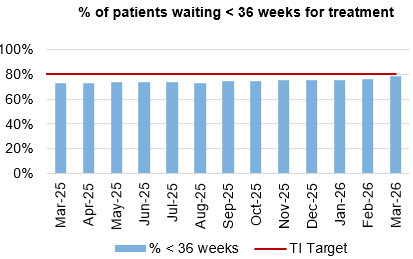 % of patients waiting < 36 weeks for treatment
100%
80%
60%
40%
20%
0%
Mar-25
Apr-25
May-25
Jun-25
Jul-25
Aug-25
Sep-25
Oct-25
Nov-25
Dec-25
Jan-26
Feb-26
Mar-26
% < 36 weeks
TI Target